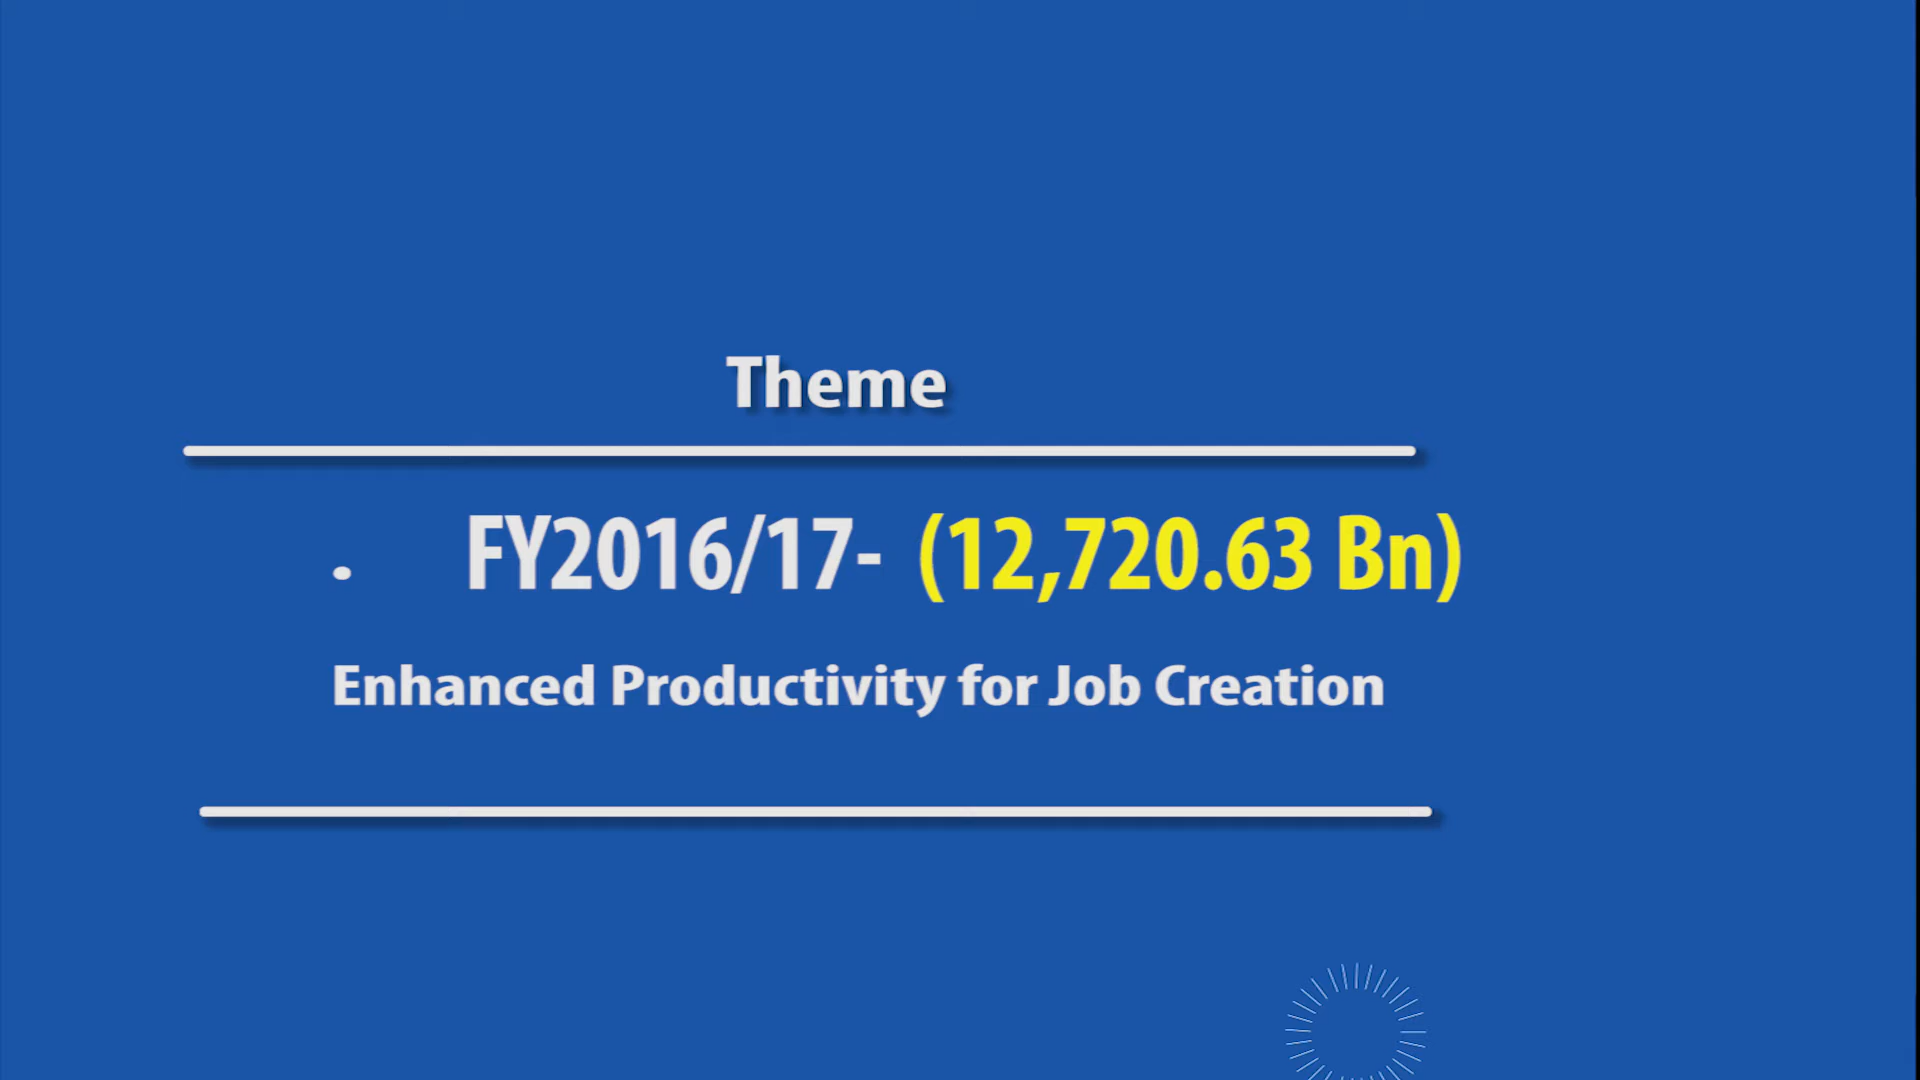 Theme
. FY2016/17- (12,720.63 Bn)
Enhanced Productivity for Job Creation